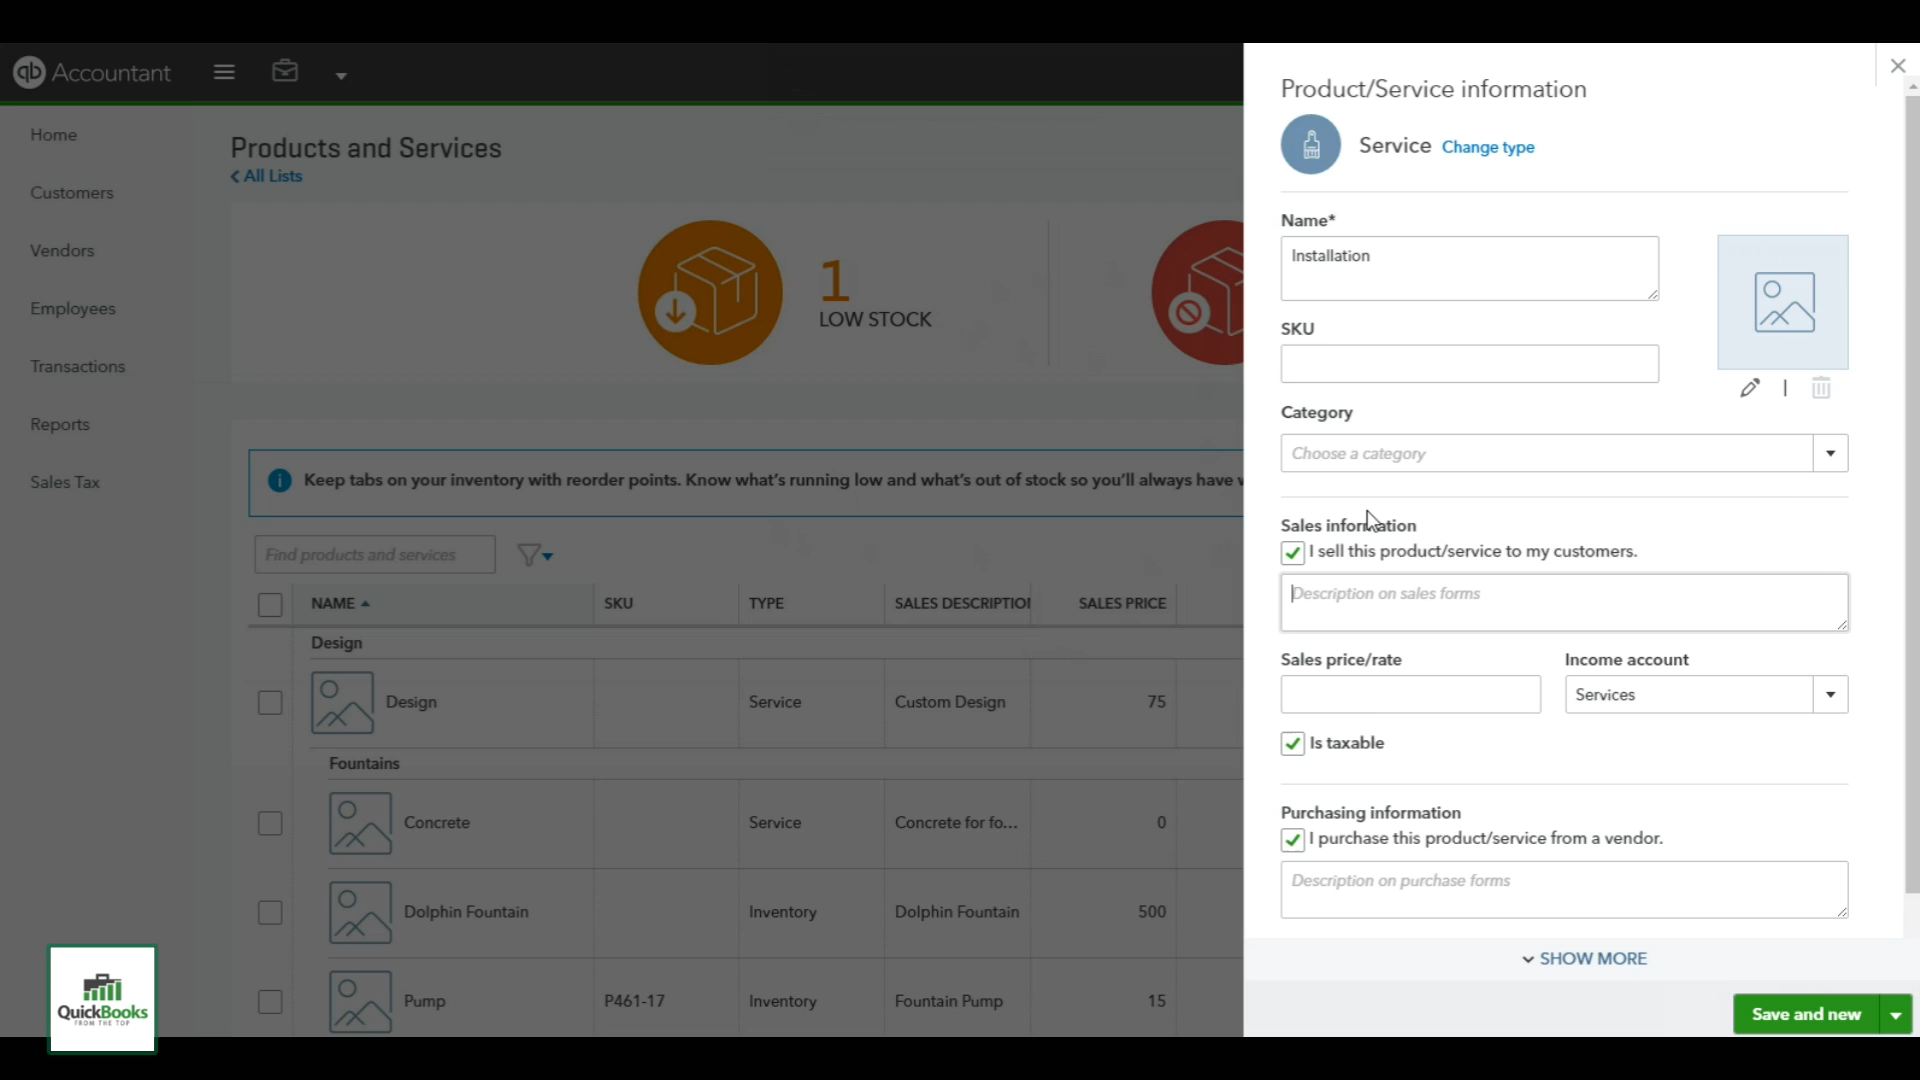 qb Accountant
Home
Customers
Vendors
Employees
Transactions
Reports
Sales Tax
Products and Services
All Lists
1
LOW STOCK
i Keep tabs on your inventory with reorder points. Know what's running low and what's out of stock so you'll always have
Find products and services
NAME SKU TYPE SALES DESCRIPTION SALES PRICE
Design
Design Service Custom Design 75
Fountains
Concrete Service Concrete for fo... 0
Dolphin Fountain Inventory Dolphin Fountain 500
Pump P461-17 Inventory Fountain Pump 15
QuickBooks
FROM THE TOP
Product/Service information
Service Change type
Name*
Installation
SKU
Category
Choose a category
Sales information
I sell this product/service to my customers.
Description on sales forms
Sales price/rate Income account
Services
Is taxable
Purchasing information
I purchase this product/service from a vendor.
Description on purchase forms
SHOW MORE
Save and new